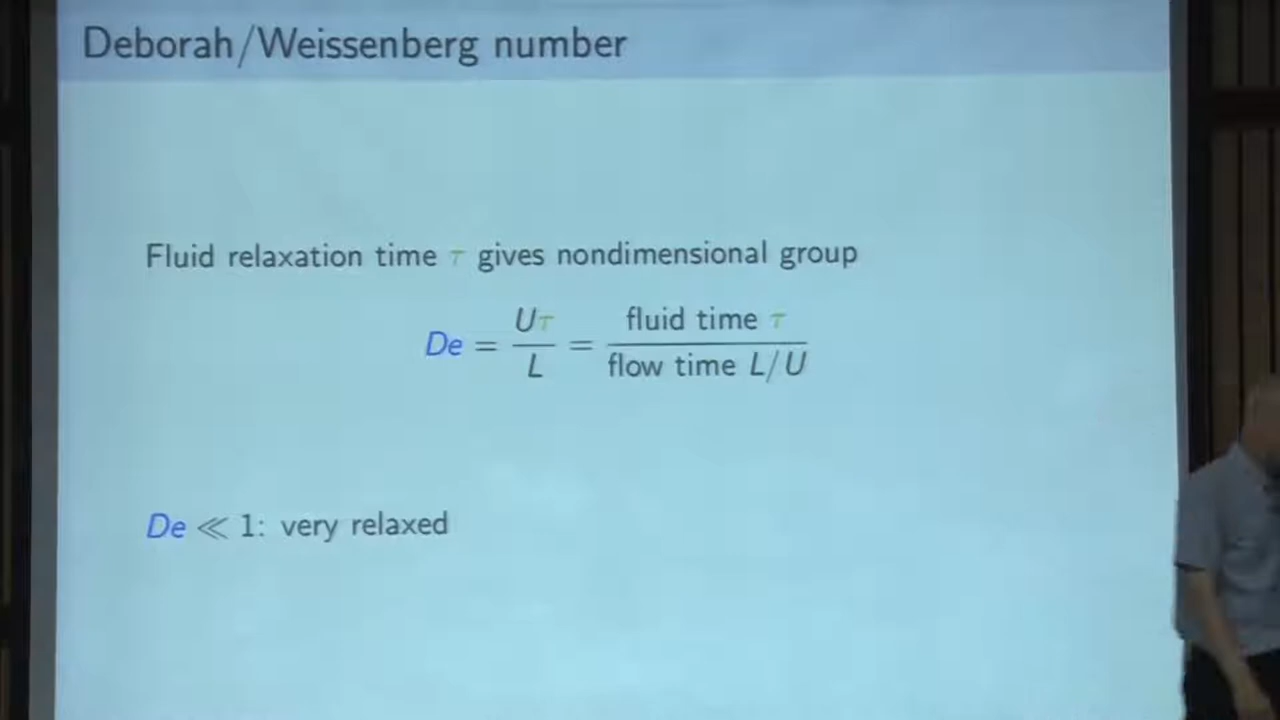 Deborah/Weissenberg number
Fluid relaxation time τ gives nondimensional group
De = Uτ/L = fluid time τ / flow time L/U
De ≪ 1: very relaxed